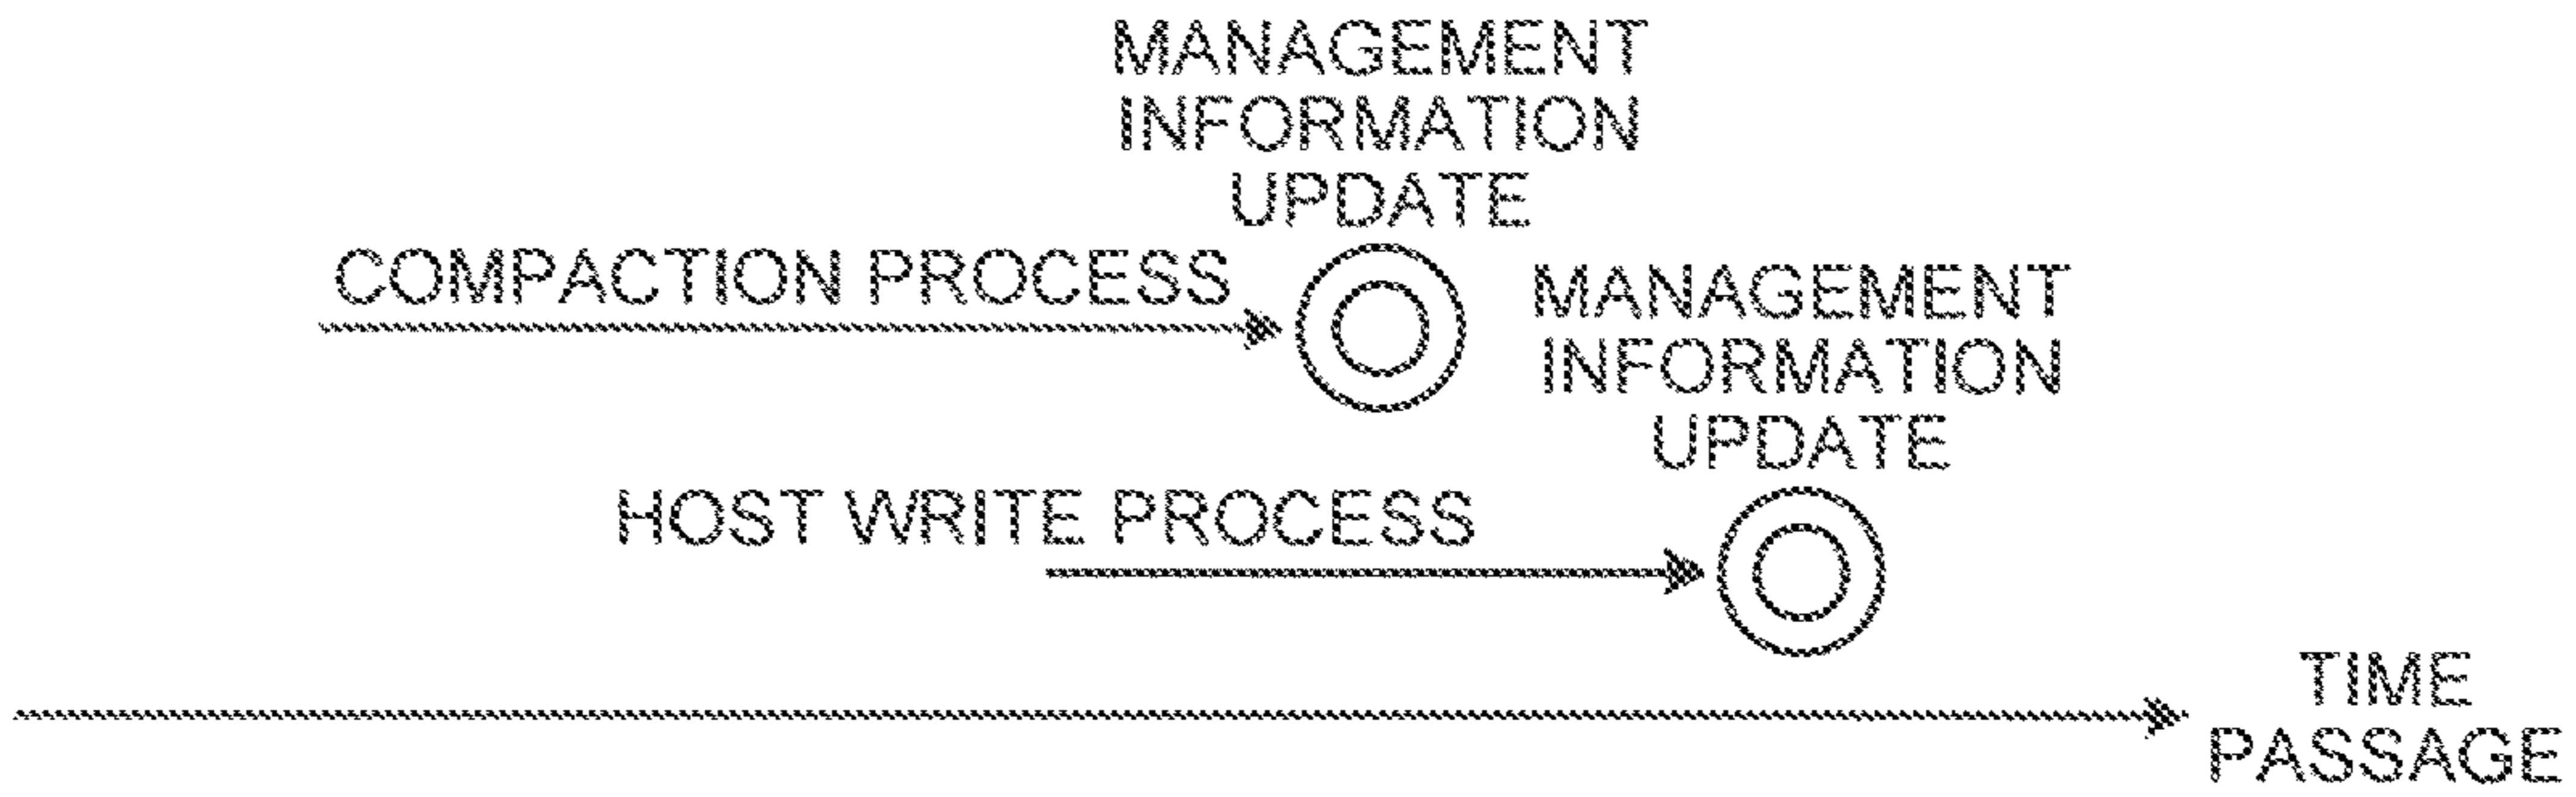 MANAGEMENT
INFORMATION
UPDATE
COMPACTION PROCESS
MANAGEMENT
INFORMATION
UPDATE
HOST WRITE PROCESS
TIME
PASSAGE